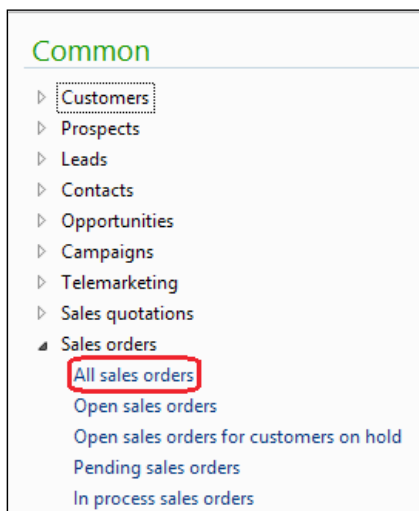 Common
Customers
Prospects
Leads
Contacts
Opportunities
Campaigns
Telemarketing
Sales quotations
Sales orders
All sales orders
Open sales orders
Open sales orders for customers on hold
Pending sales orders
In process sales orders